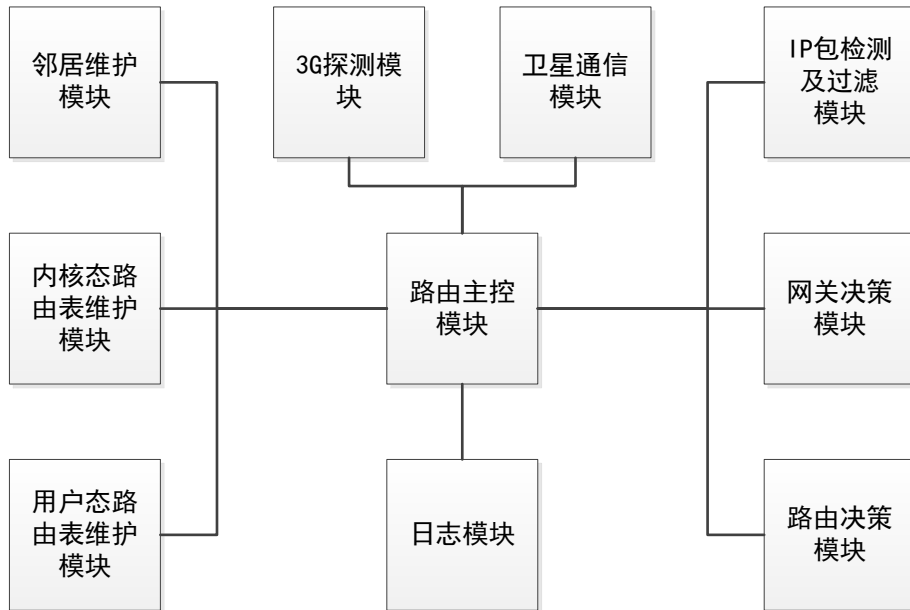 邻居维护
模块
3G探测模
块
卫星通信
模块
IP包检测
及过滤
模块
内核态路
由表维护
模块
路由主控
模块
网关决策
模块
用户态路
由表维护
模块
日志模块
路由决策
模块